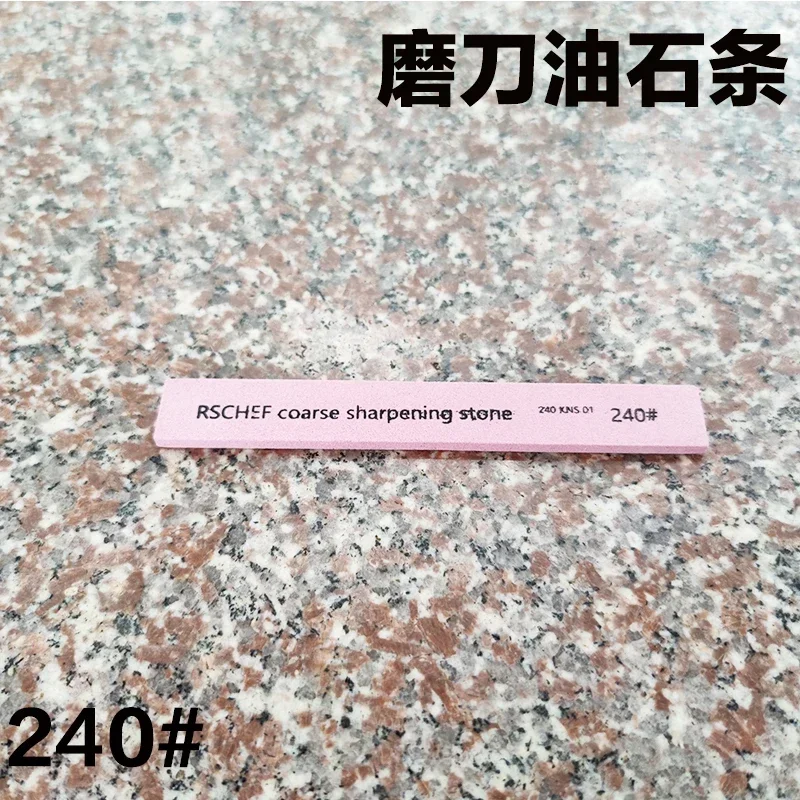 磨刀油石条
RSCHEF coarse sharpening stone 240 KNS 01 240#
240#